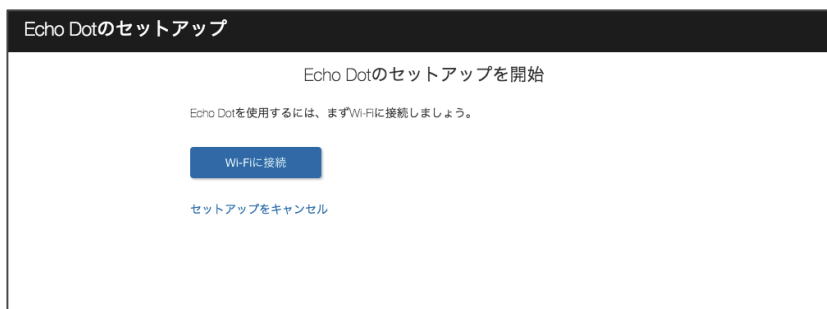 Echo Dotのセットアップ
Echo Dotのセットアップを開始
Echo Dotを使用するには、まずWi-Fiに接続しましょう。
Wi-Fiに接続
セットアップをキャンセル